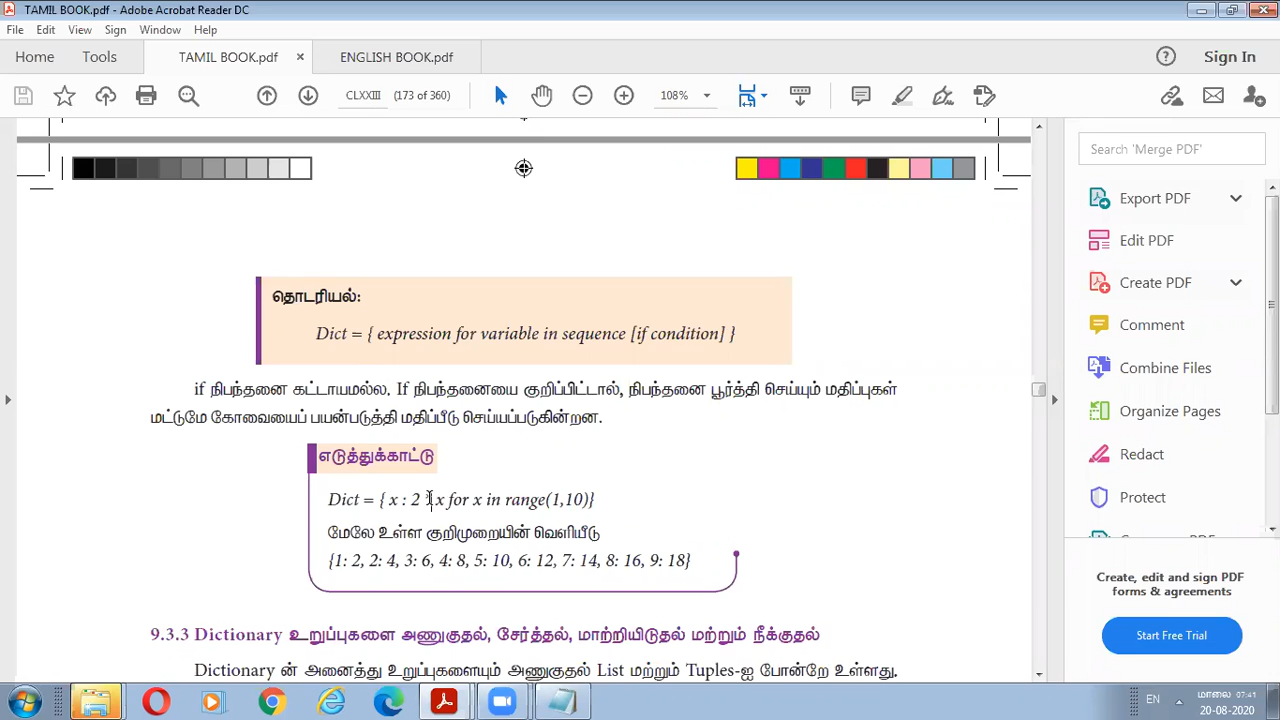 TAMIL BOOK.pdf - Adobe Acrobat Reader DC
File Edit View Sign Window Help
Home Tools TAMIL BOOK.pdf × ENGLISH BOOK.pdf Sign In
CLXXIII (173 of 360) 108%
Search 'Merge PDF'
Export PDF
Edit PDF
Create PDF
Comment
Combine Files
Organize Pages
Redact
Protect
Create, edit and sign PDF
forms & agreements
Start Free Trial
தொடரியல்:
Dict = { expression for variable in sequence [if condition] }
if நிபந்தனை கட்டாயமல்ல. If நிபந்தனையை குறிப்பிட்டால், நிபந்தனை பூர்த்தி செய்யும் மதிப்புகள்
மட்டுமே கோவையைப் பயன்படுத்தி மதிப்பீடு செய்யப்படுகின்றன.
எடுத்துக்காட்டு
Dict = { x : 2 * x for x in range(1,10)}
மேலே உள்ள குறிமுறையின் வெளியீடு
{1: 2, 2: 4, 3: 6, 4: 8, 5: 10, 6: 12, 7: 14, 8: 16, 9: 18}
9.3.3 Dictionary உறுப்புகளை அணுகுதல், சேர்த்தல், மாற்றியிடுதல் மற்றும் நீக்குதல்
Dictionary ன் அனைத்து உறுப்புகளையும் அணுகுதல் List மற்றும் Tuples-ஐ போன்றே உள்ளது.
EN மாலை 07:41
20-08-2020